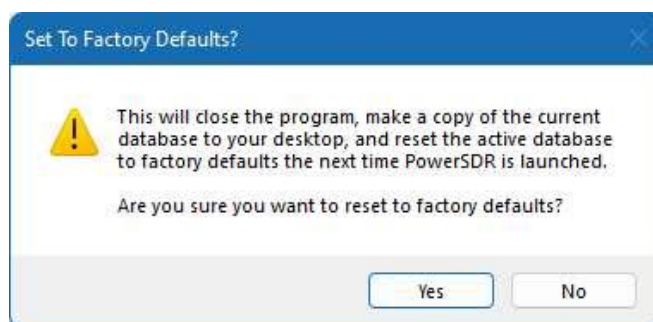 Set To Factory Defaults?
This will close the program, make a copy of the current
database to your desktop, and reset the active database
to factory defaults the next time PowerSDR is launched.
Are you sure you want to reset to factory defaults?
Yes No